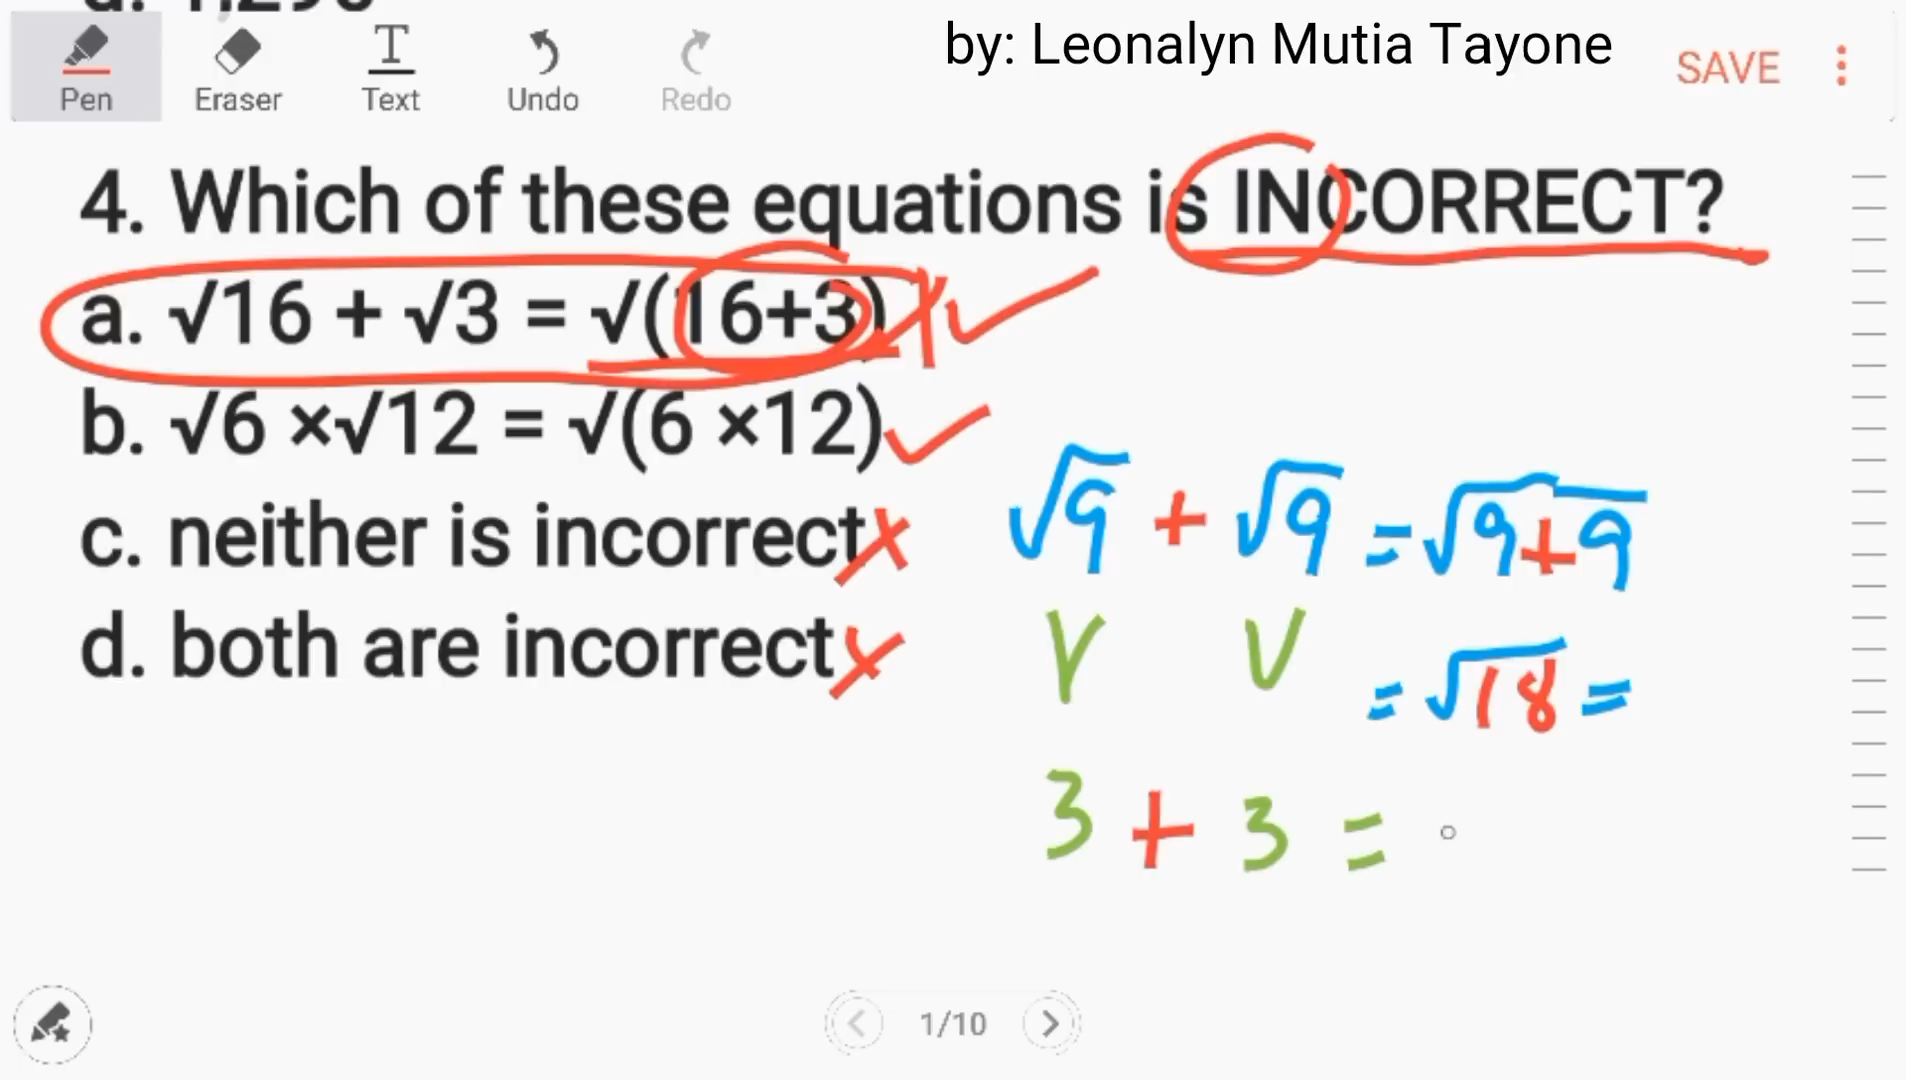 d. 1,296
by: Leonalyn Mutia Tayone
Pen Eraser Text Undo Redo SAVE
4. Which of these equations is INCORRECT?
a. √16 + √3 = √(16+3)
b. √6 ×√12 = √(6 ×12)
c. neither is incorrect
d. both are incorrect
√9 + √9 = √9+9
= √18 =
3 + 3 =
1/10